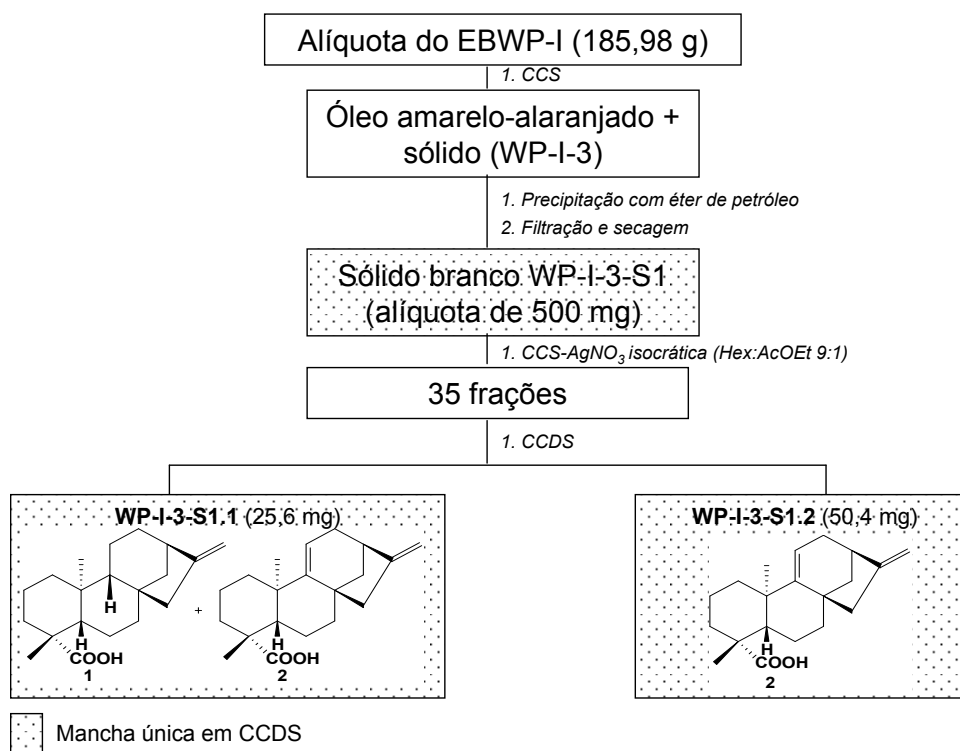 Alíquota do EBWP-I (185,98 g)
1. CCS
Óleo amarelo-alaranjado +
sólido (WP-I-3)
1. Precipitação com éter de petróleo
2. Filtração e secagem
Sólido branco WP-I-3-S1
(alíquota de 500 mg)
1. CCS-AgNO3 isocrática (Hex:AcOEt 9:1)
35 frações
1. CCDS
WP-I-3-S1.1 (25,6 mg)
H
H
COOH
1
+
H
COOH
2
WP-I-3-S1.2 (50,4 mg)
H
COOH
2
Mancha única em CCDS